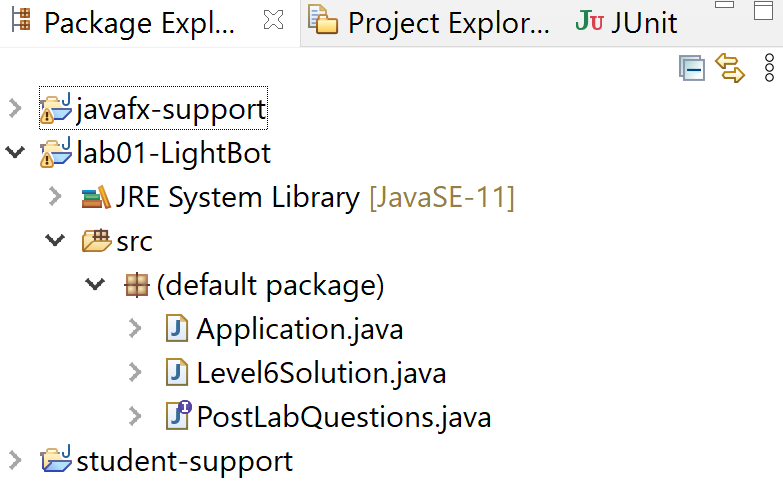 Package Expl... Project Explor... JUnit
javafx-support
lab01-LightBot
JRE System Library [JavaSE-11]
src
(default package)
Application.java
Level6Solution.java
PostLabQuestions.java
student-support